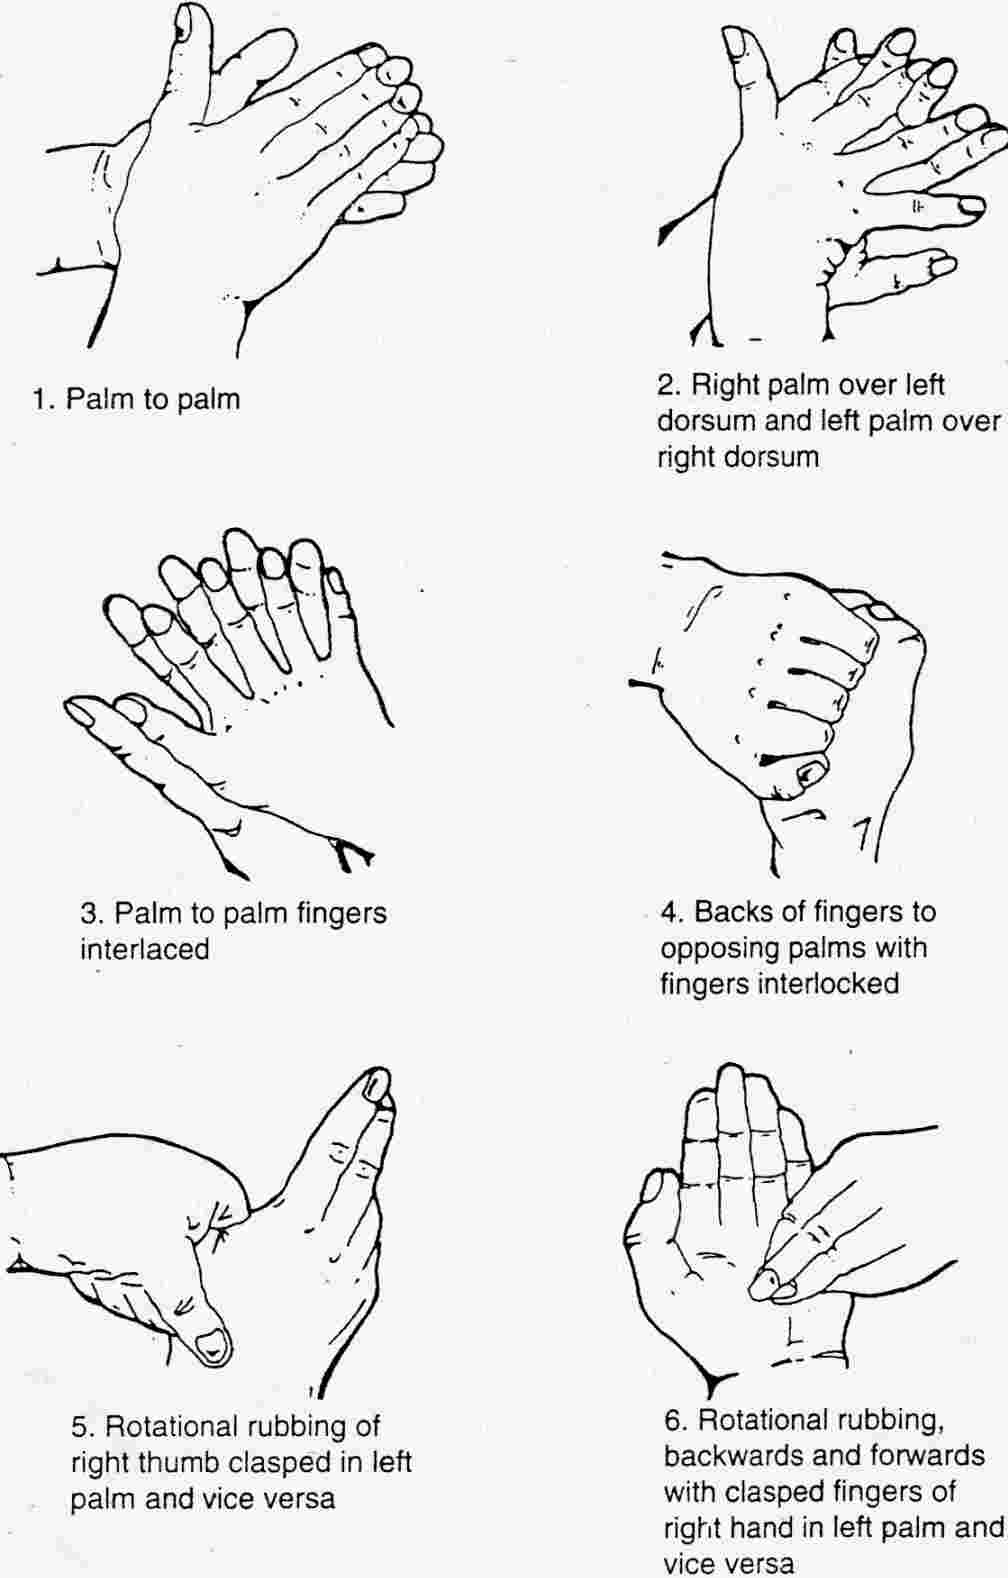 1. Palm to palm
2. Right palm over left
dorsum and left palm over
right dorsum
3. Palm to palm fingers
interlaced
4. Backs of fingers to
opposing palms with
fingers interlocked
5. Rotational rubbing of
right thumb clasped in left
palm and vice versa
6. Rotational rubbing,
backwards and forwards
with clasped fingers of
right hand in left palm and
vice versa